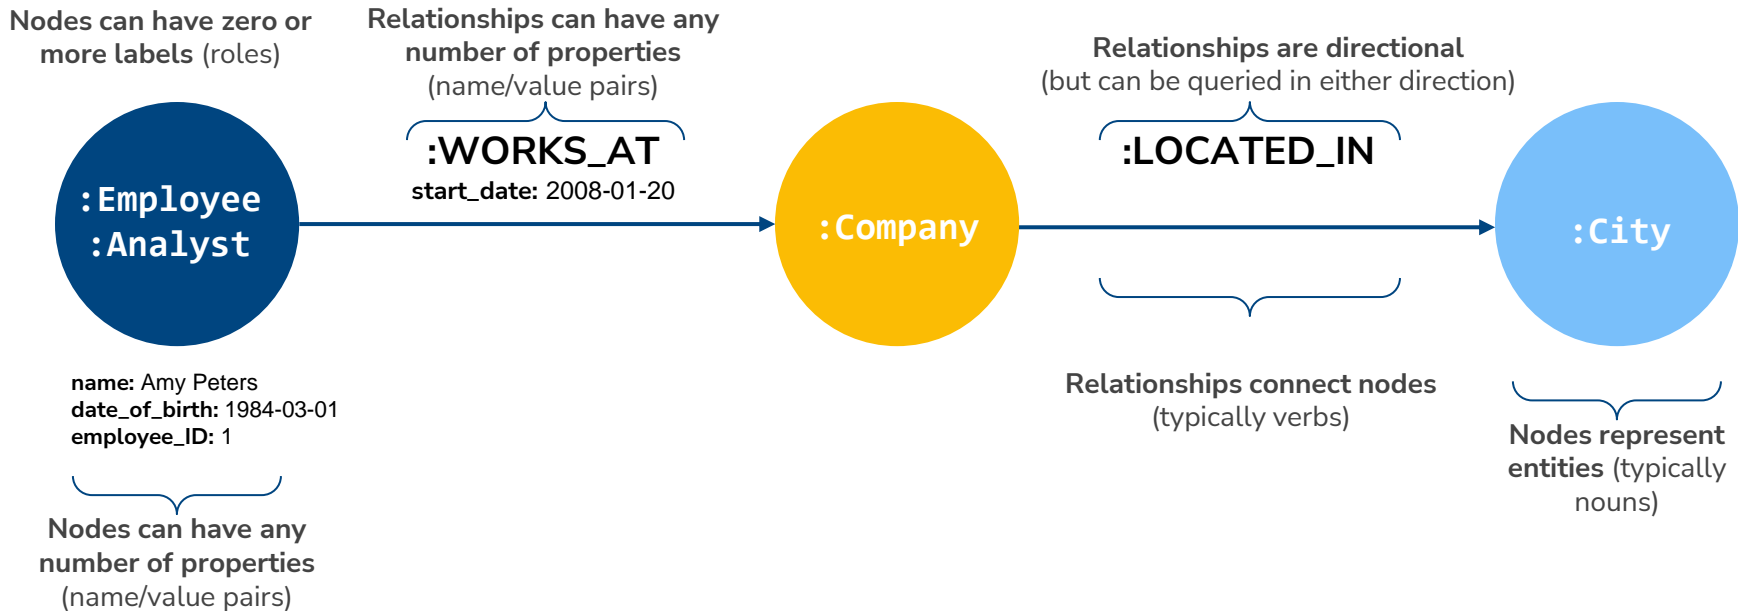 Nodes can have zero or
more labels (roles)
Relationships can have any
number of properties
(name/value pairs)
Relationships are directional
(but can be queried in either direction)
:WORKS_AT
start_date: 2008-01-20
:LOCATED_IN
:Employee
:Analyst
:Company
:City
name: Amy Peters
date_of_birth: 1984-03-01
employee_ID: 1
Relationships connect nodes
(typically verbs)
Nodes represent
entities (typically
nouns)
Nodes can have any
number of properties
(name/value pairs)